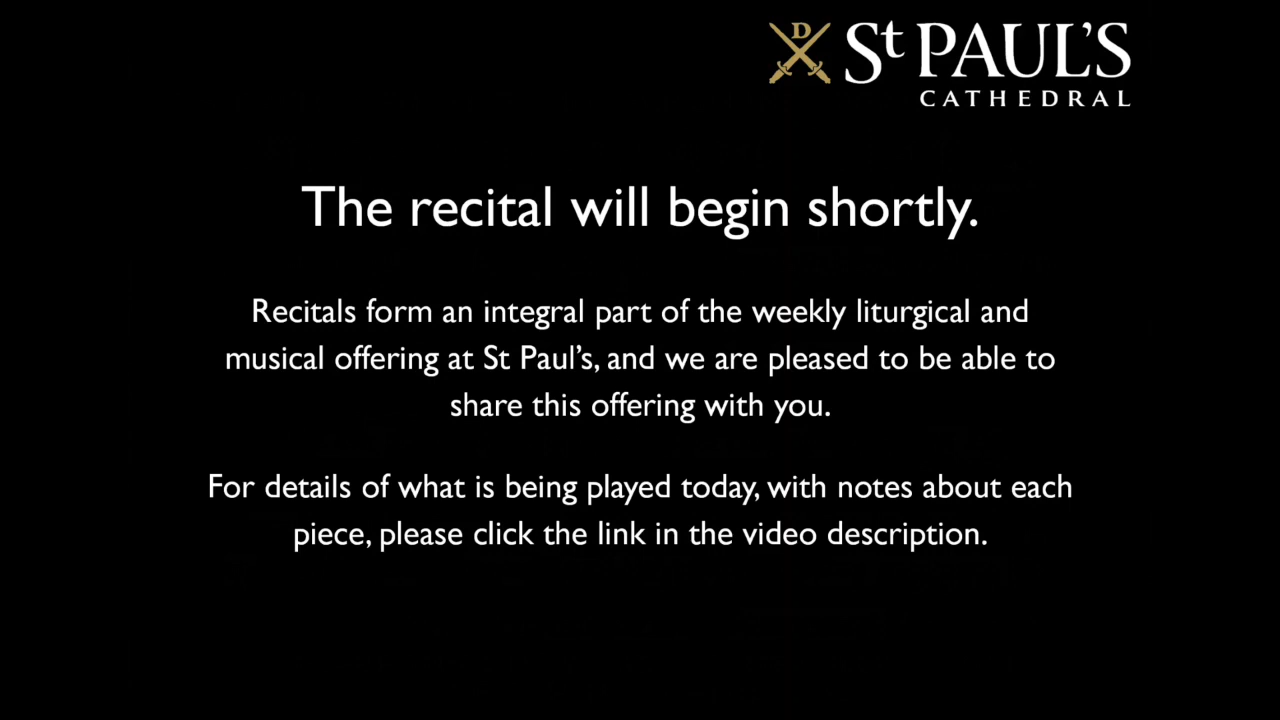 D
St PAUL'S
CATHEDRAL
The recital will begin shortly.
Recitals form an integral part of the weekly liturgical and
musical offering at St Paul's, and we are pleased to be able to
share this offering with you.
For details of what is being played today, with notes about each
piece, please click the link in the video description.